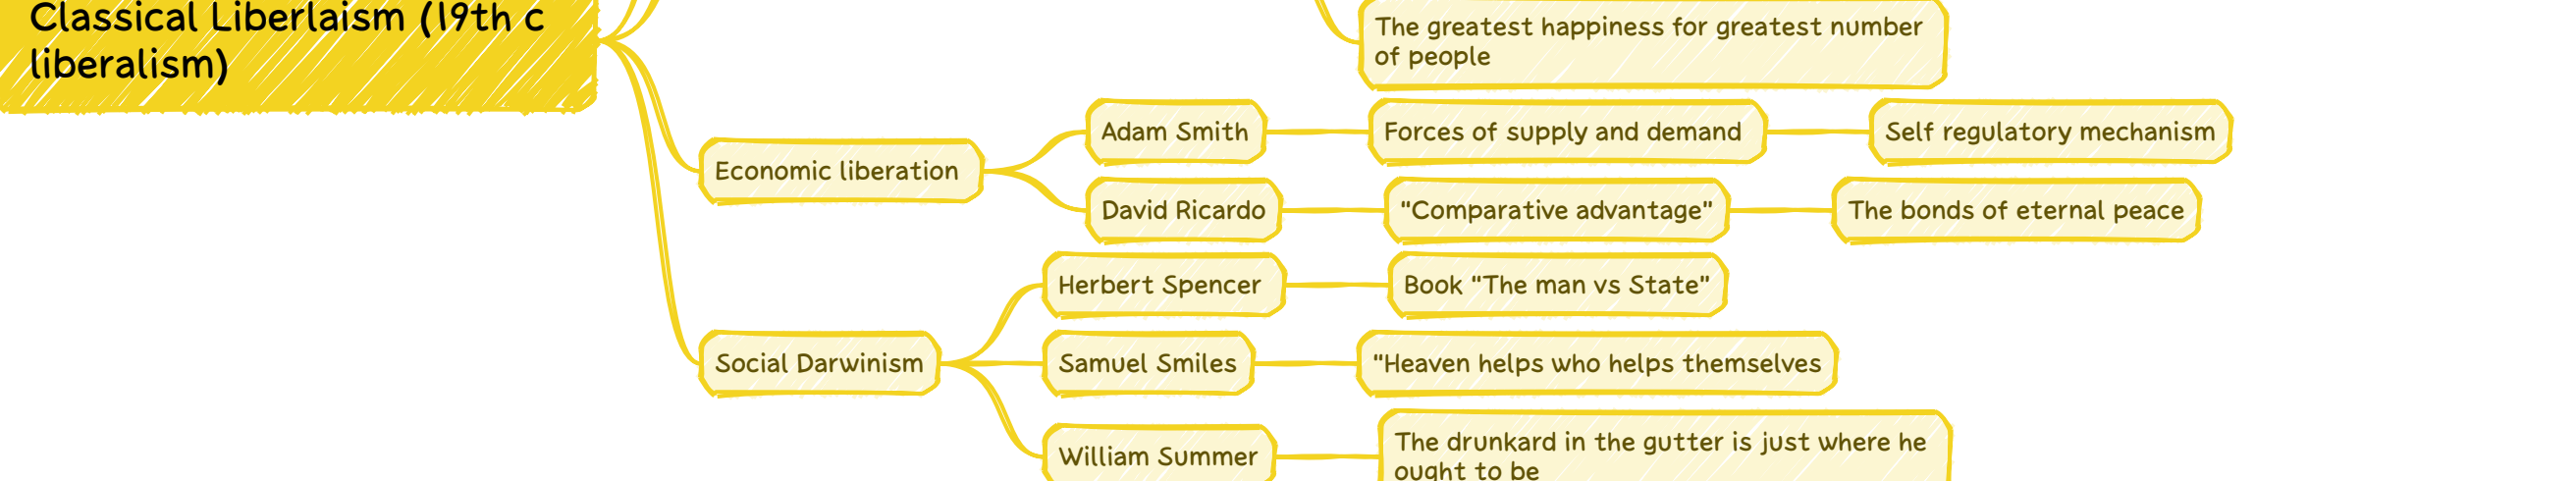 Classical Liberlaism (19th c
liberalism)
The greatest happiness for greatest number
of people
Economic liberation
Adam Smith
Forces of supply and demand
Self regulatory mechanism
David Ricardo
"Comparative advantage"
The bonds of eternal peace
Social Darwinism
Herbert Spencer
Book "The man vs State"
Samuel Smiles
"Heaven helps who helps themselves
William Summer
The drunkard in the gutter is just where he
ought to be